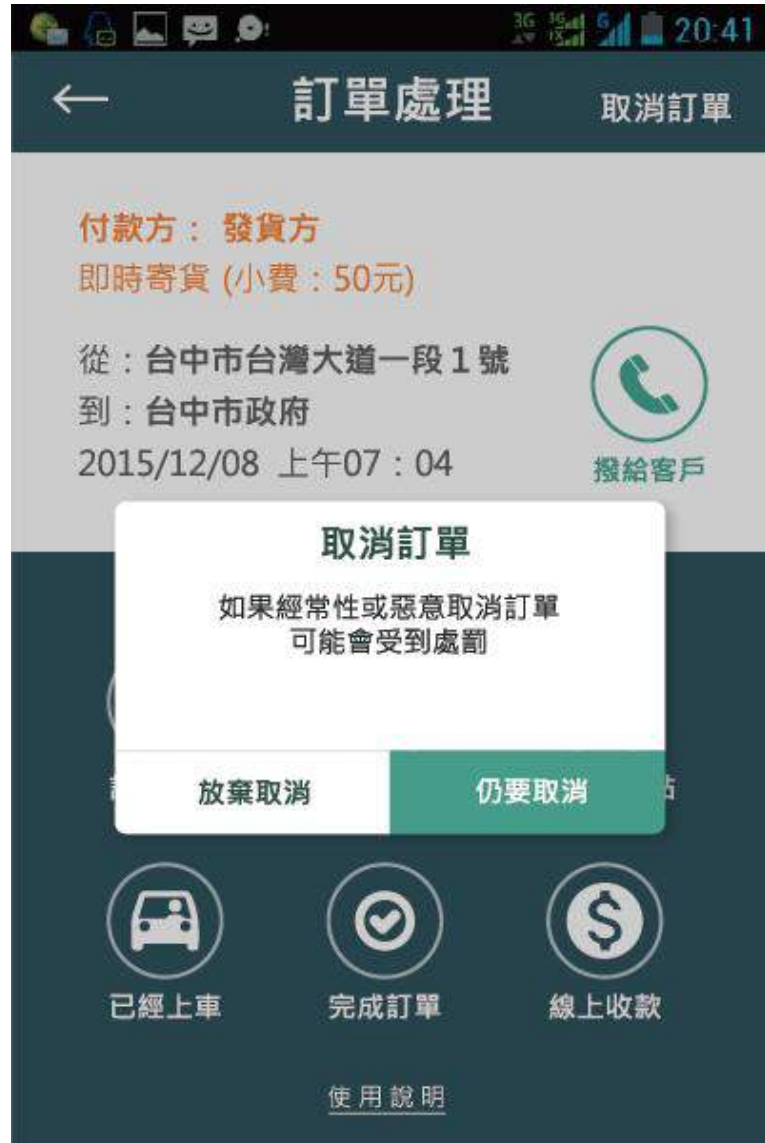 3G 3G 1X G 20:41
訂單處理 取消訂單
付款方： 發貨方
即時寄貨 (小費：50元)
從：台中市台灣大道一段１號
到：台中市政府
2015/12/08 上午07：04
撥給客戶
取消訂單
如果經常性或惡意取消訂單
可能會受到處罰
放棄取消 仍要取消
已經上車 完成訂單 線上收款
使用說明